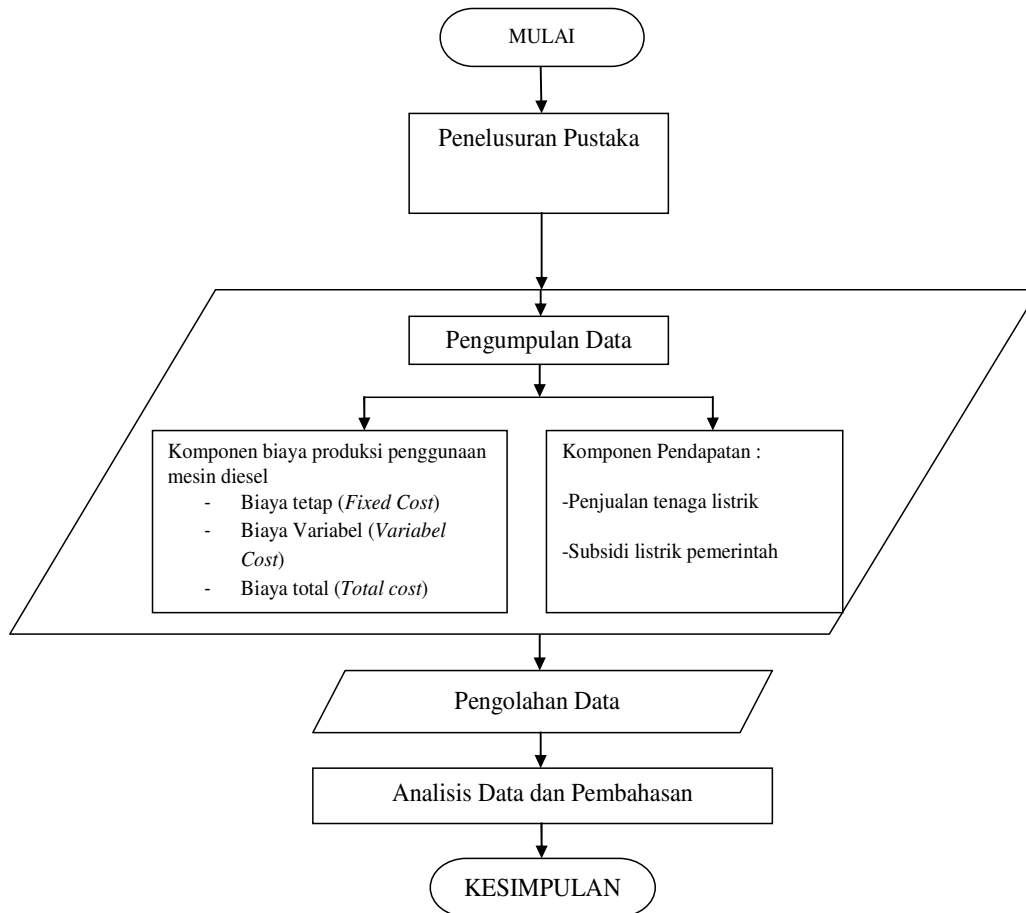 MULAI
Penelusuran Pustaka
Pengumpulan Data
Komponen biaya produksi penggunaan
mesin diesel
- Biaya tetap (Fixed Cost)
- Biaya Variabel (Variabel
Cost)
- Biaya total (Total cost)
Komponen Pendapatan :
-Penjualan tenaga listrik
-Subsidi listrik pemerintah
Pengolahan Data
Analisis Data dan Pembahasan
KESIMPULAN